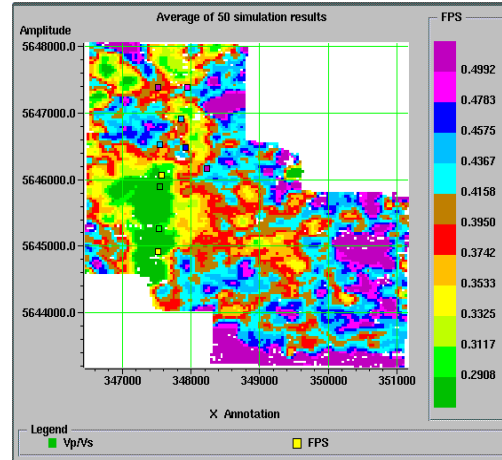 Average of 50 simulation results
FPS
Amplitude
5648000.0
5647000.0
5646000.0
5645000.0
5644000.0
0.4992
0.4783
0.4575
0.4367
0.4158
0.3950
0.3742
0.3533
0.3325
0.3117
0.2908
347000 348000 349000 350000 351000
X Annotation
Legend
Vp/Vs FPS